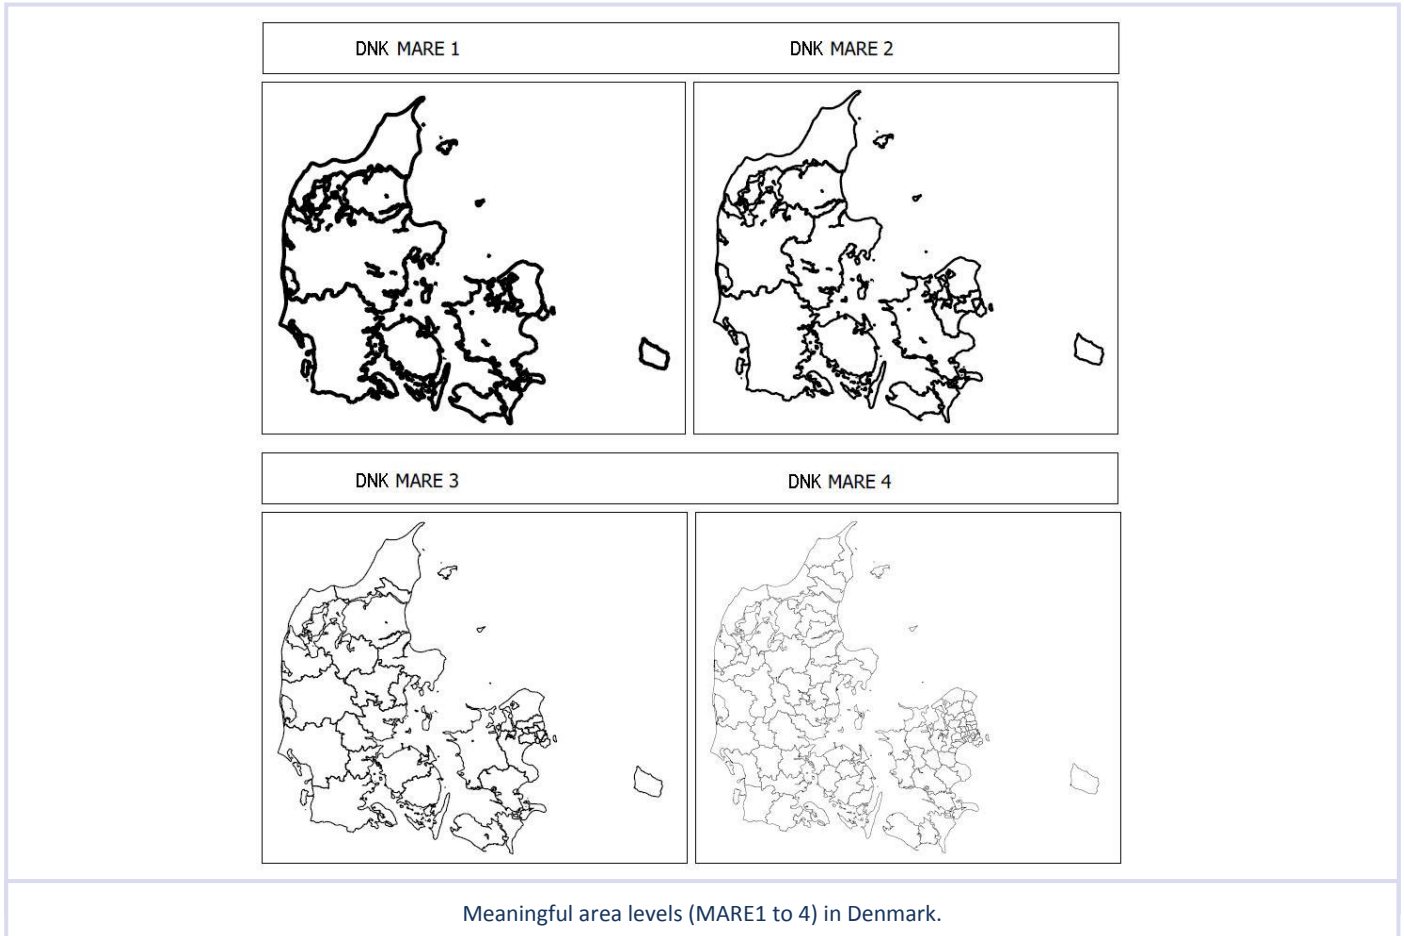 DNK MARE 1 DNK MARE 2
DNK MARE 3 DNK MARE 4
Meaningful area levels (MARE1 to 4) in Denmark.